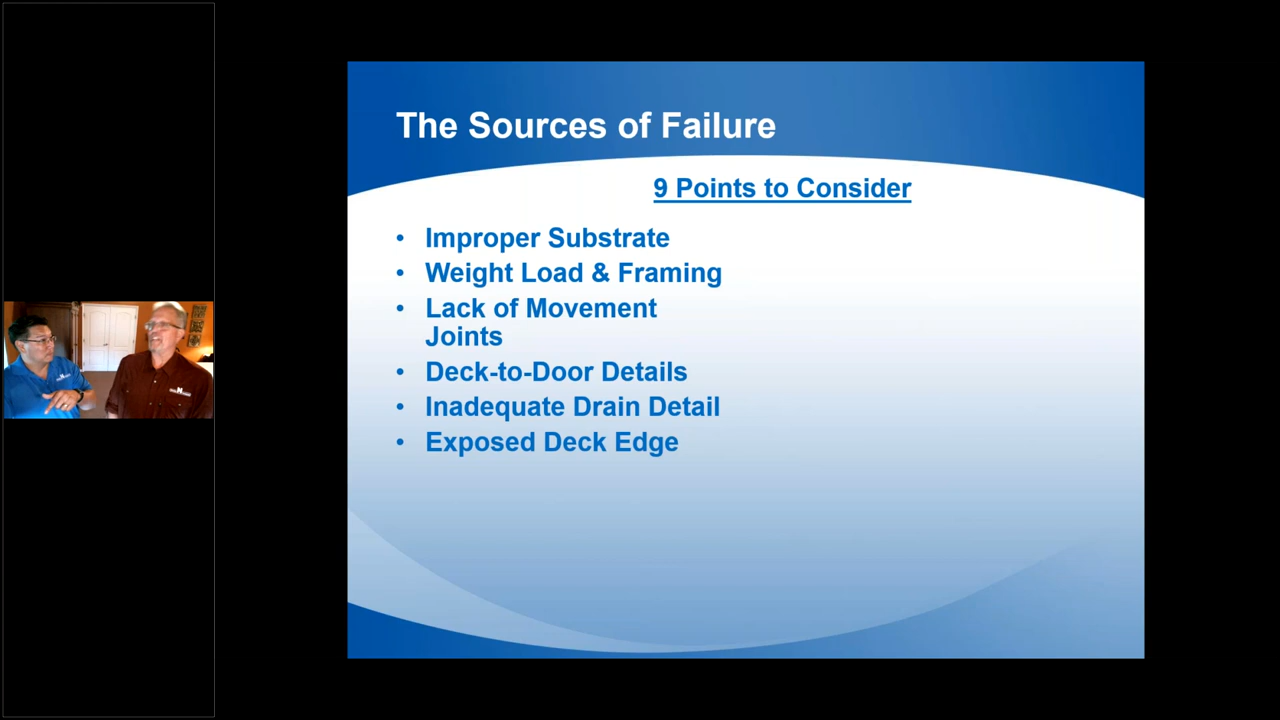 The Sources of Failure
9 Points to Consider
• Improper Substrate
• Weight Load & Framing
• Lack of Movement
Joints
• Deck-to-Door Details
• Inadequate Drain Detail
• Exposed Deck Edge